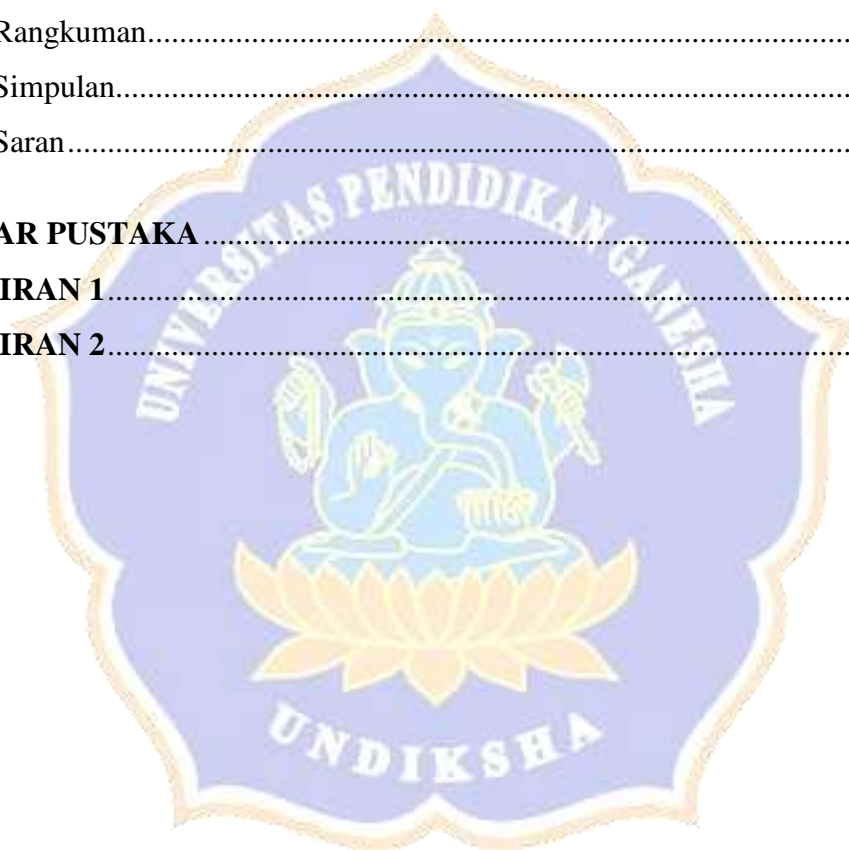 Rangkuman..........................................................................................
Simpulan..............................................................................................
Saran....................................................................................................
AR PUSTAKA...................................................................................
IRAN 1...............................................................................................
IRAN 2...............................................................................................
UNIVERSITAS PENDIDIKAN GANESHA
UNDIKSHA